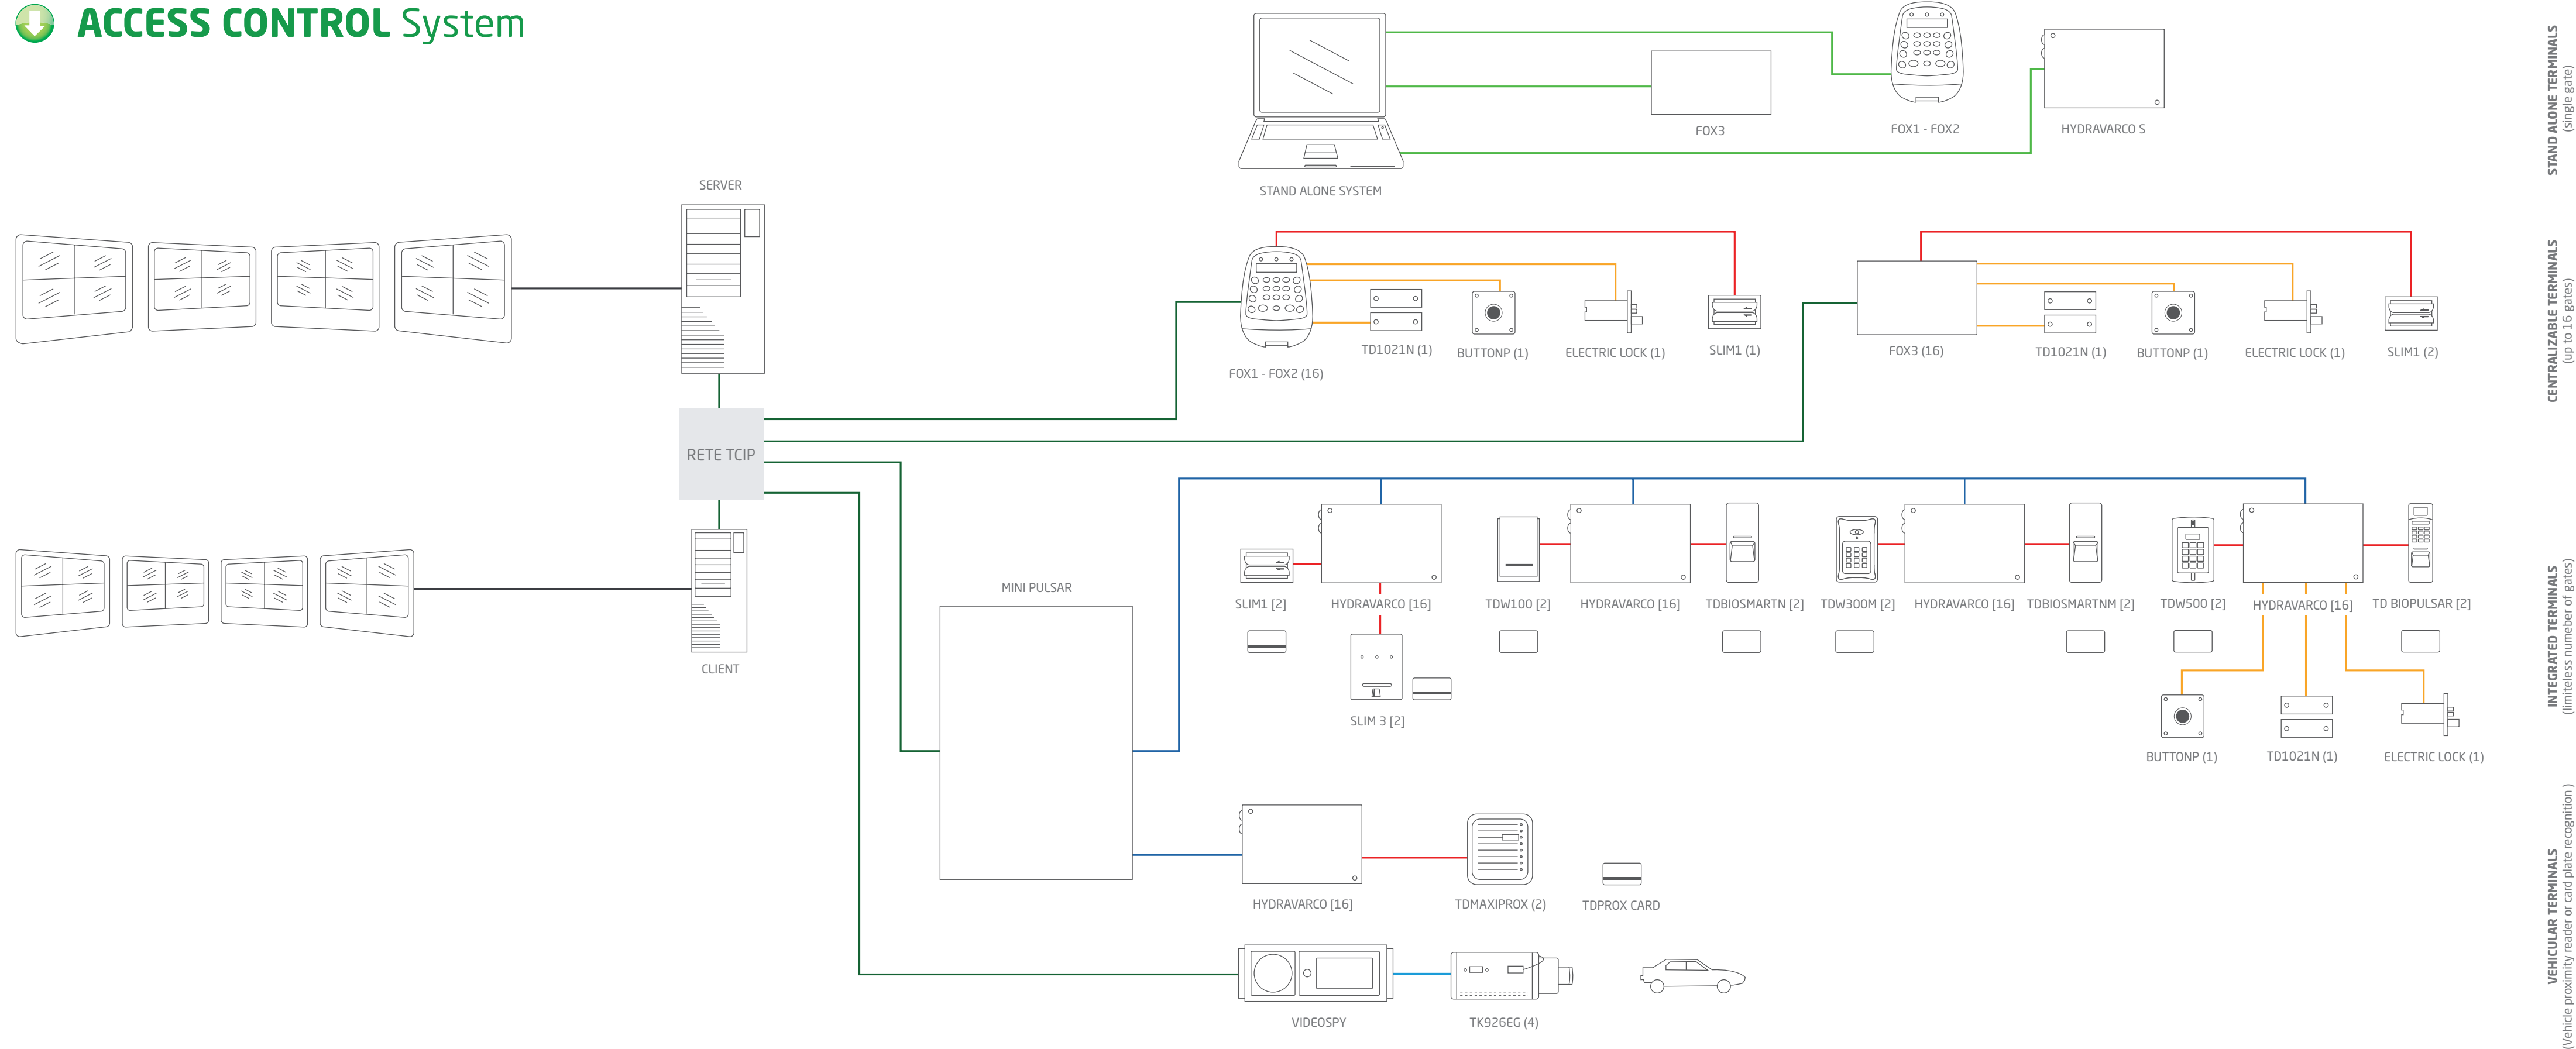 ACCESS CONTROL System
STAND ALONE SYSTEM
FOX3
FOX1 - FOX2
HYDRAVARCO S
STAND ALONE TERMINALS
(single gate)
SERVER
FOX1 - FOX2 (16)
TD1021N (1)
BUTTONP (1)
ELECTRIC LOCK (1)
SLIM1 (1)
FOX3 (16)
TD1021N (1)
BUTTONP (1)
ELECTRIC LOCK (1)
SLIM1 (2)
CENTRALIZABLE TERMINALS
(up to 16 gates)
RETE TCIP
CLIENT
MINI PULSAR
SLIM1 [2]
HYDRAVARCO [16]
TDW100 [2]
HYDRAVARCO [16]
TDBIOSMARTN [2]
TDW300M [2]
HYDRAVARCO [16]
TDBIOSMARTNM [2]
TDW500 [2]
HYDRAVARCO [16]
TD BIOPULSAR [2]
SLIM 3 [2]
BUTTONP (1)
TD1021N (1)
ELECTRIC LOCK (1)
INTEGRATED TERMINALS
(limiteless numeber of gates)
HYDRAVARCO [16]
TDMAXIPROX (2)
TDPROX CARD
VIDEOSPY
TK926EG (4)
VEHICULAR TERMINALS
(Vehicle proximity reader or card plate recognition )